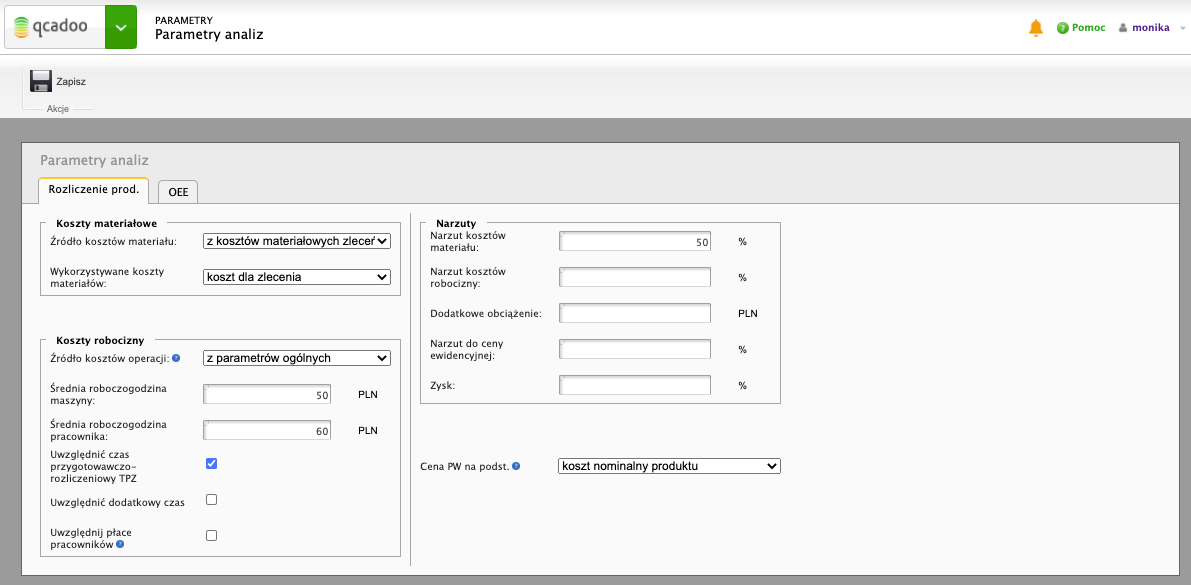 qcadoo
PARAMETRY
Parametry analiz
Pomoc
monika
Zapisz
Akcje
Parametry analiz
Rozliczenie prod.
OEE
Koszty materiałowe
Źródło kosztów materiału:
z kosztów materiałowych zleceń
Wykorzystywane koszty
materiałów:
koszt dla zlecenia
Koszty robocizny
Źródło kosztów operacji:
z parametrów ogólnych
Średnia roboczogodzina
maszyny:
50
PLN
Średnia roboczogodzina
pracownika:
60
PLN
Uwzględnić czas
przygotowawczo-
rozliczeniowy TPZ
Uwzględnić dodatkowy czas
Uwzględnij płace
pracowników
Narzuty
Narzut kosztów
materiału:
50
%
Narzut kosztów
robocizny:
%
Dodatkowe obciążenie:
PLN
Narzut do ceny
ewidencyjnej:
%
Zysk:
%
Cena PW na podst.
koszt nominalny produktu